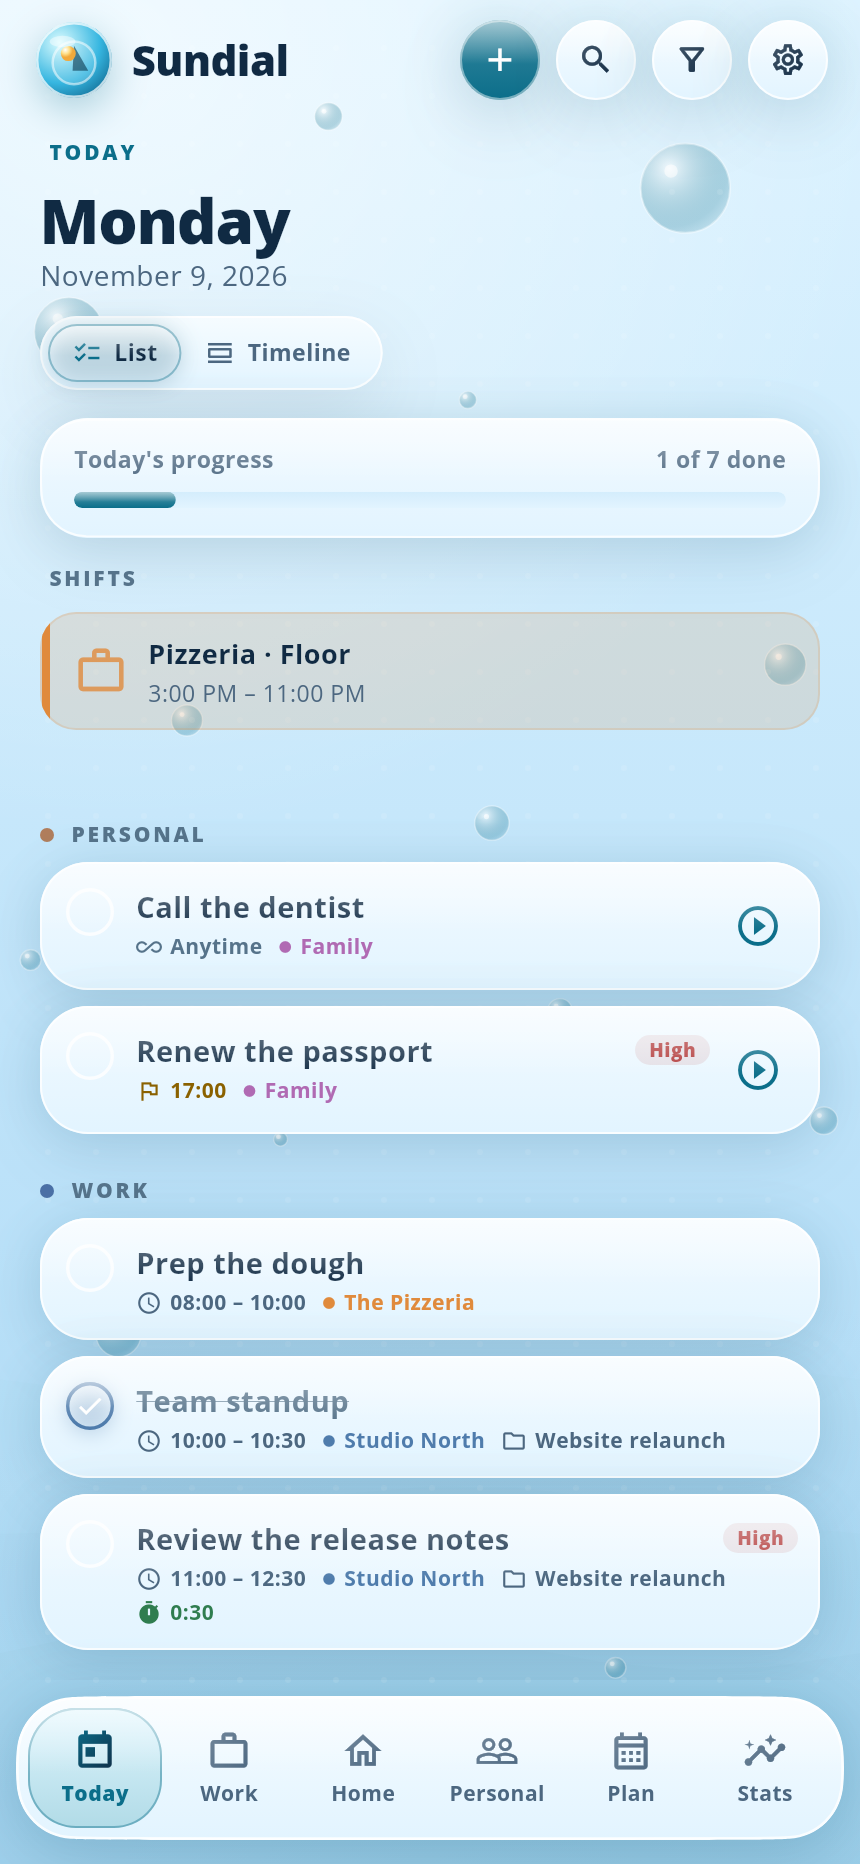 Sundial
TODAY
Monday
November 9, 2026
List
Timeline
Today's progress
1 of 7 done
SHIFTS
Pizzeria · Floor
3:00 PM – 11:00 PM
PERSONAL
Call the dentist
Anytime Family
Renew the passport
High
17:00 Family
WORK
Prep the dough
08:00 – 10:00 The Pizzeria
Team standup
10:00 – 10:30 Studio North Website relaunch
Review the release notes
High
11:00 – 12:30 Studio North Website relaunch
0:30
Today
Work
Home
Personal
Plan
Stats